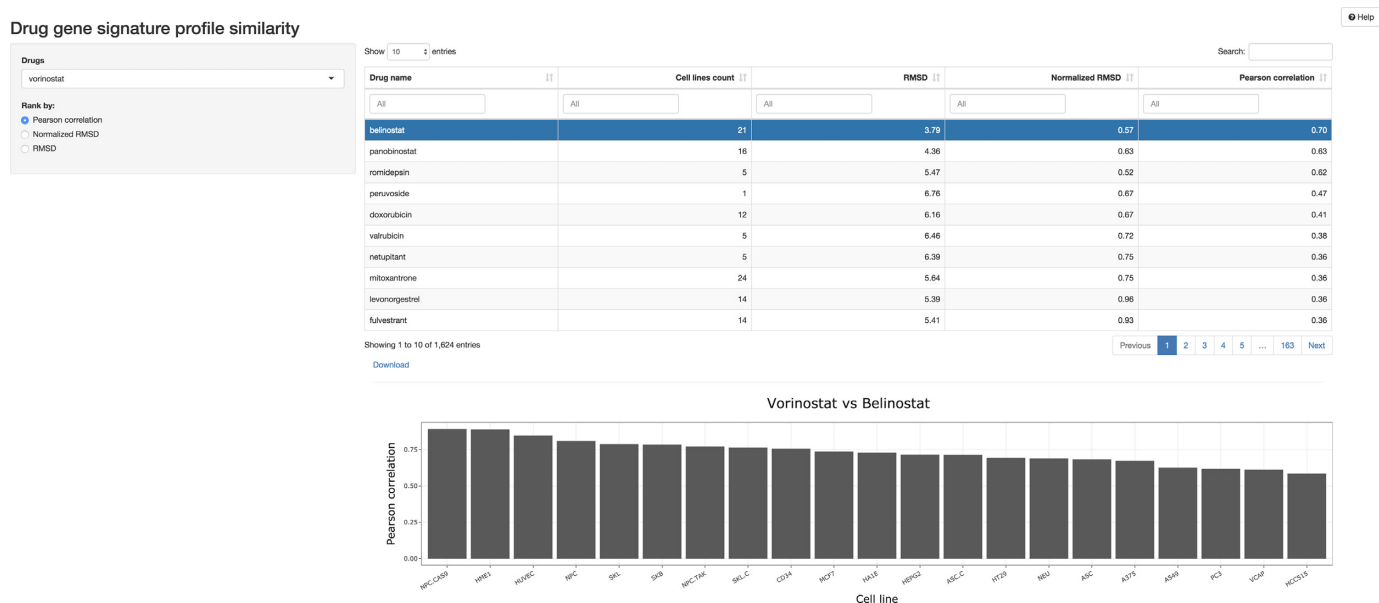 Help
Drug gene signature profile similarity
Drugs
vorinostat
Rank by:
Pearson correlation
Normalized RMSD
RMSD
Show 10 entries
Search:
Drug name Cell lines count RMSD Normalized RMSD Pearson correlation
All All All All All
belinostat 21 3.79 0.57 0.70
panobinostat 16 4.36 0.63 0.63
romidepsin 5 5.47 0.52 0.62
peruvoside 1 6.76 0.67 0.47
doxorubicin 12 6.16 0.67 0.41
valrubicin 5 6.46 0.72 0.38
netupitant 5 6.39 0.75 0.36
mitoxantrone 24 5.64 0.75 0.36
levonorgestrel 14 5.39 0.96 0.36
fulvestrant 14 5.41 0.93 0.36
Showing 1 to 10 of 1,624 entries
Previous 1 2 3 4 5 ... 163 Next
Download
Vorinostat vs Belinostat
Pearson correlation
0.75
0.50
0.25
0.00
NPC.CAS9 HME1 HUVEC NPC SKL SKB NPC.TAK SKL.C CD34 MCF7 HA1E HEPG2 ASC.C HT29 NEU ASC A375 A549 PC3 VCAP HCC515
Cell line